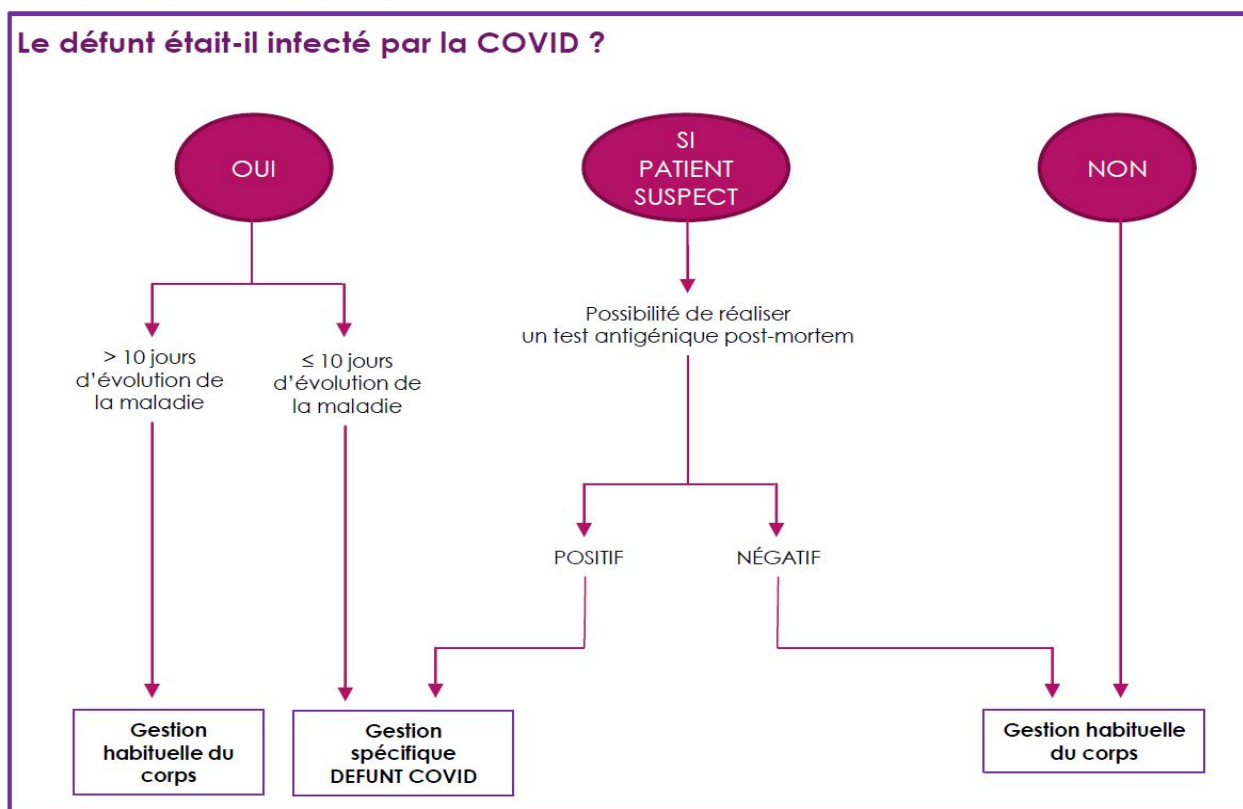 Le défunt était-il infecté par la COVID ?
OUI
SI
PATIENT
SUSPECT
NON
Possibilité de réaliser
un test antigénique post-mortem
> 10 jours
d'évolution de
la maladie
≤ 10 jours
d'évolution de
la maladie
POSITIF
NÉGATIF
Gestion
habituelle du
corps
Gestion
spécifique
DEFUNT COVID
Gestion habituelle
du corps